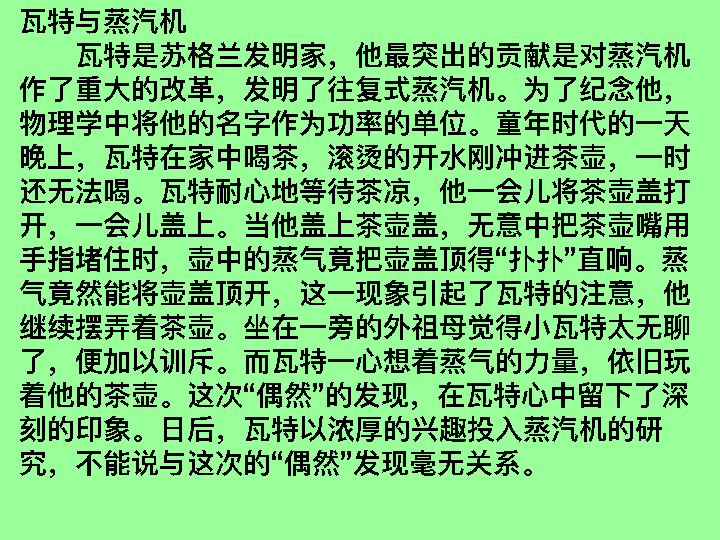 瓦特与蒸汽机
瓦特是苏格兰发明家，他最突出的贡献是对蒸汽机
作了重大的改革，发明了往复式蒸汽机。为了纪念他，
物理学中将他的名字作为功率的单位。童年时代的一天
晚上，瓦特在家中喝茶，滚烫的开水刚冲进茶壶，一时
还无法喝。瓦特耐心地等待茶凉，他一会儿将茶壶盖打
开，一会儿盖上。当他盖上茶壶盖，无意中把茶壶嘴用
手指堵住时，壶中的蒸气竟把壶盖顶得“扑扑”直响。蒸
气竟然能将壶盖顶开，这一现象引起了瓦特的注意，他
继续摆弄着茶壶。坐在一旁的外祖母觉得小瓦特太无聊
了，便加以训斥。而瓦特一心想着蒸气的力量，依旧玩
着他的茶壶。这次“偶然”的发现，在瓦特心中留下了深
刻的印象。日后，瓦特以浓厚的兴趣投入蒸汽机的研
究，不能说与这次的“偶然”发现毫无关系。